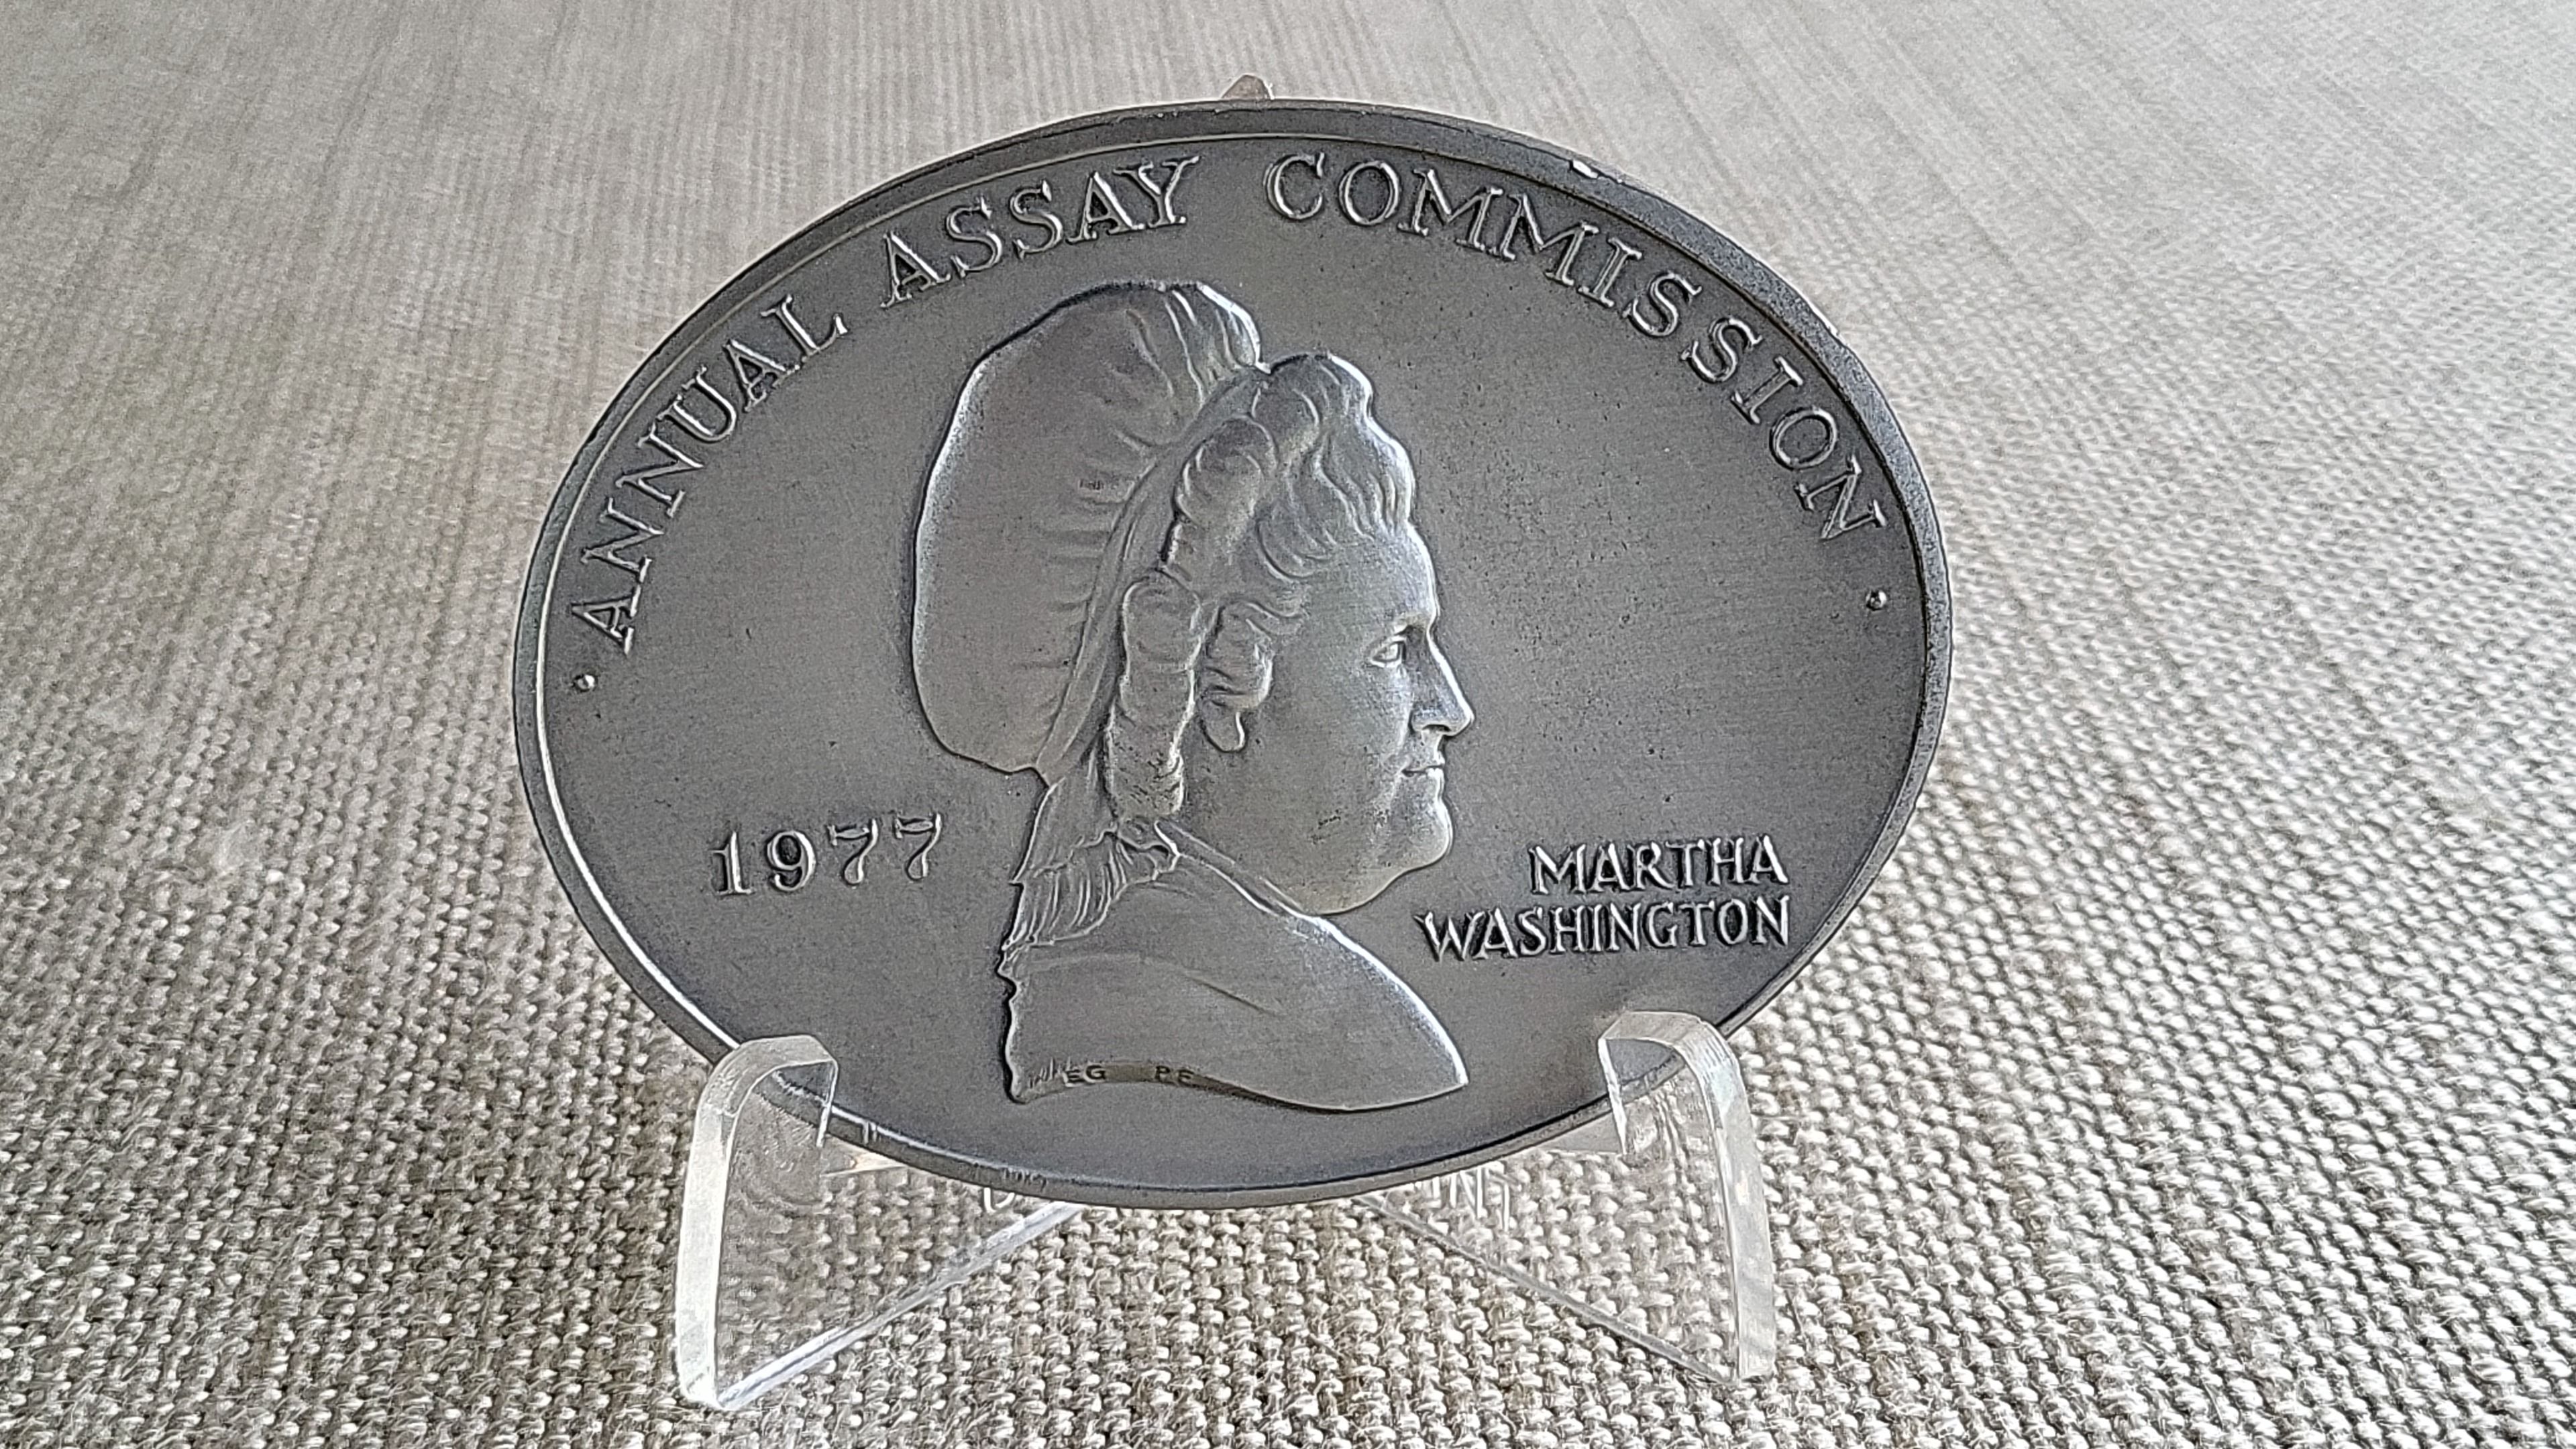 · ANNUAL ASSAY COMMISSION ·
1977
MARTHA
WASHINGTON
EG PF